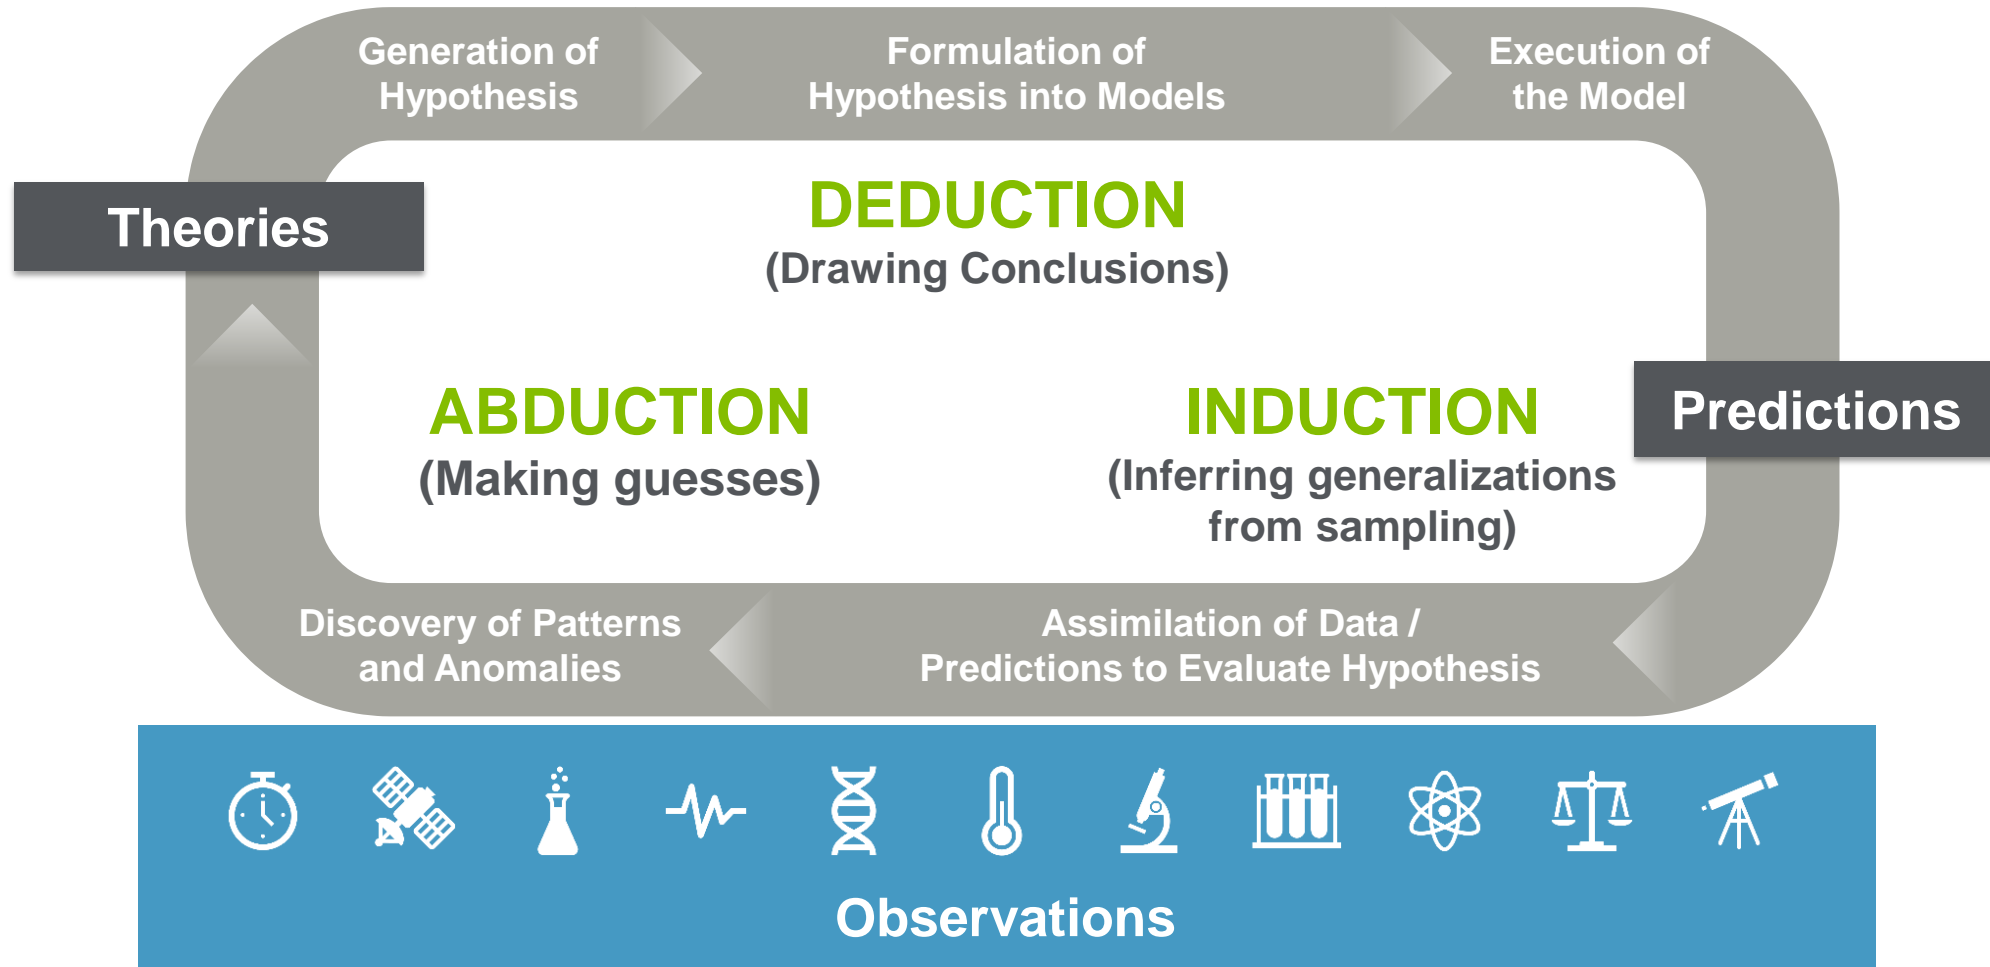 Generation of
Hypothesis
Formulation of
Hypothesis into Models
Execution of
the Model
Theories
DEDUCTION
(Drawing Conclusions)
ABDUCTION
(Making guesses)
INDUCTION
(Inferring generalizations
from sampling)
Predictions
Discovery of Patterns
and Anomalies
Assimilation of Data /
Predictions to Evaluate Hypothesis
Observations